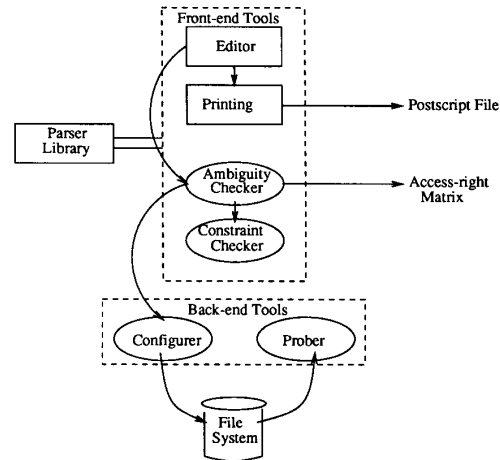 Front-end Tools
Editor
Printing
Postscript File
Parser
Library
Ambiguity
Checker
Access-right
Matrix
Constraint
Checker
Back-end Tools
Configurer
Prober
File
System